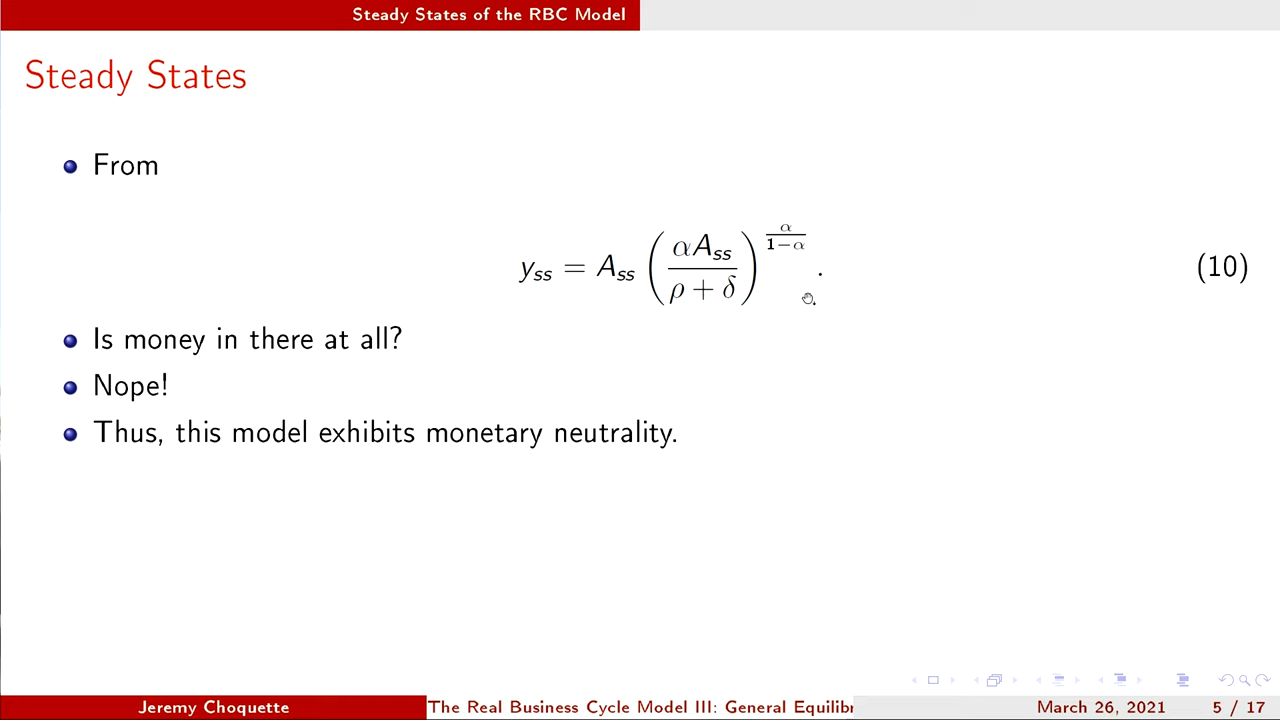 Steady States of the RBC Model
Steady States
From
y_ss = A_ss (αA_ss / ρ + δ)^(α / 1−α) . (10)
Is money in there at all?
Nope!
Thus, this model exhibits monetary neutrality.
Jeremy Choquette The Real Business Cycle Model III: General Equilibr March 26, 2021 5 / 17